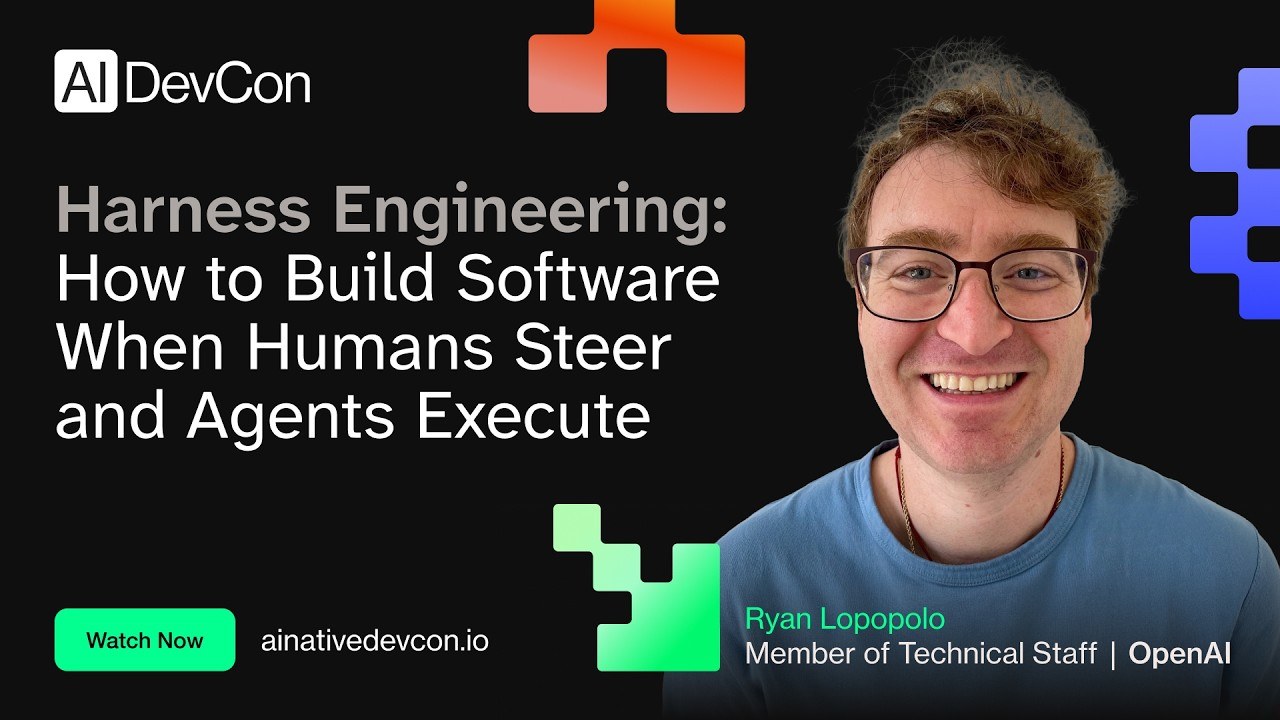 AI DevCon
Harness Engineering:
How to Build Software
When Humans Steer
and Agents Execute
Watch Now
ainativedevcon.io
Ryan Lopopolo
Member of Technical Staff | OpenAI